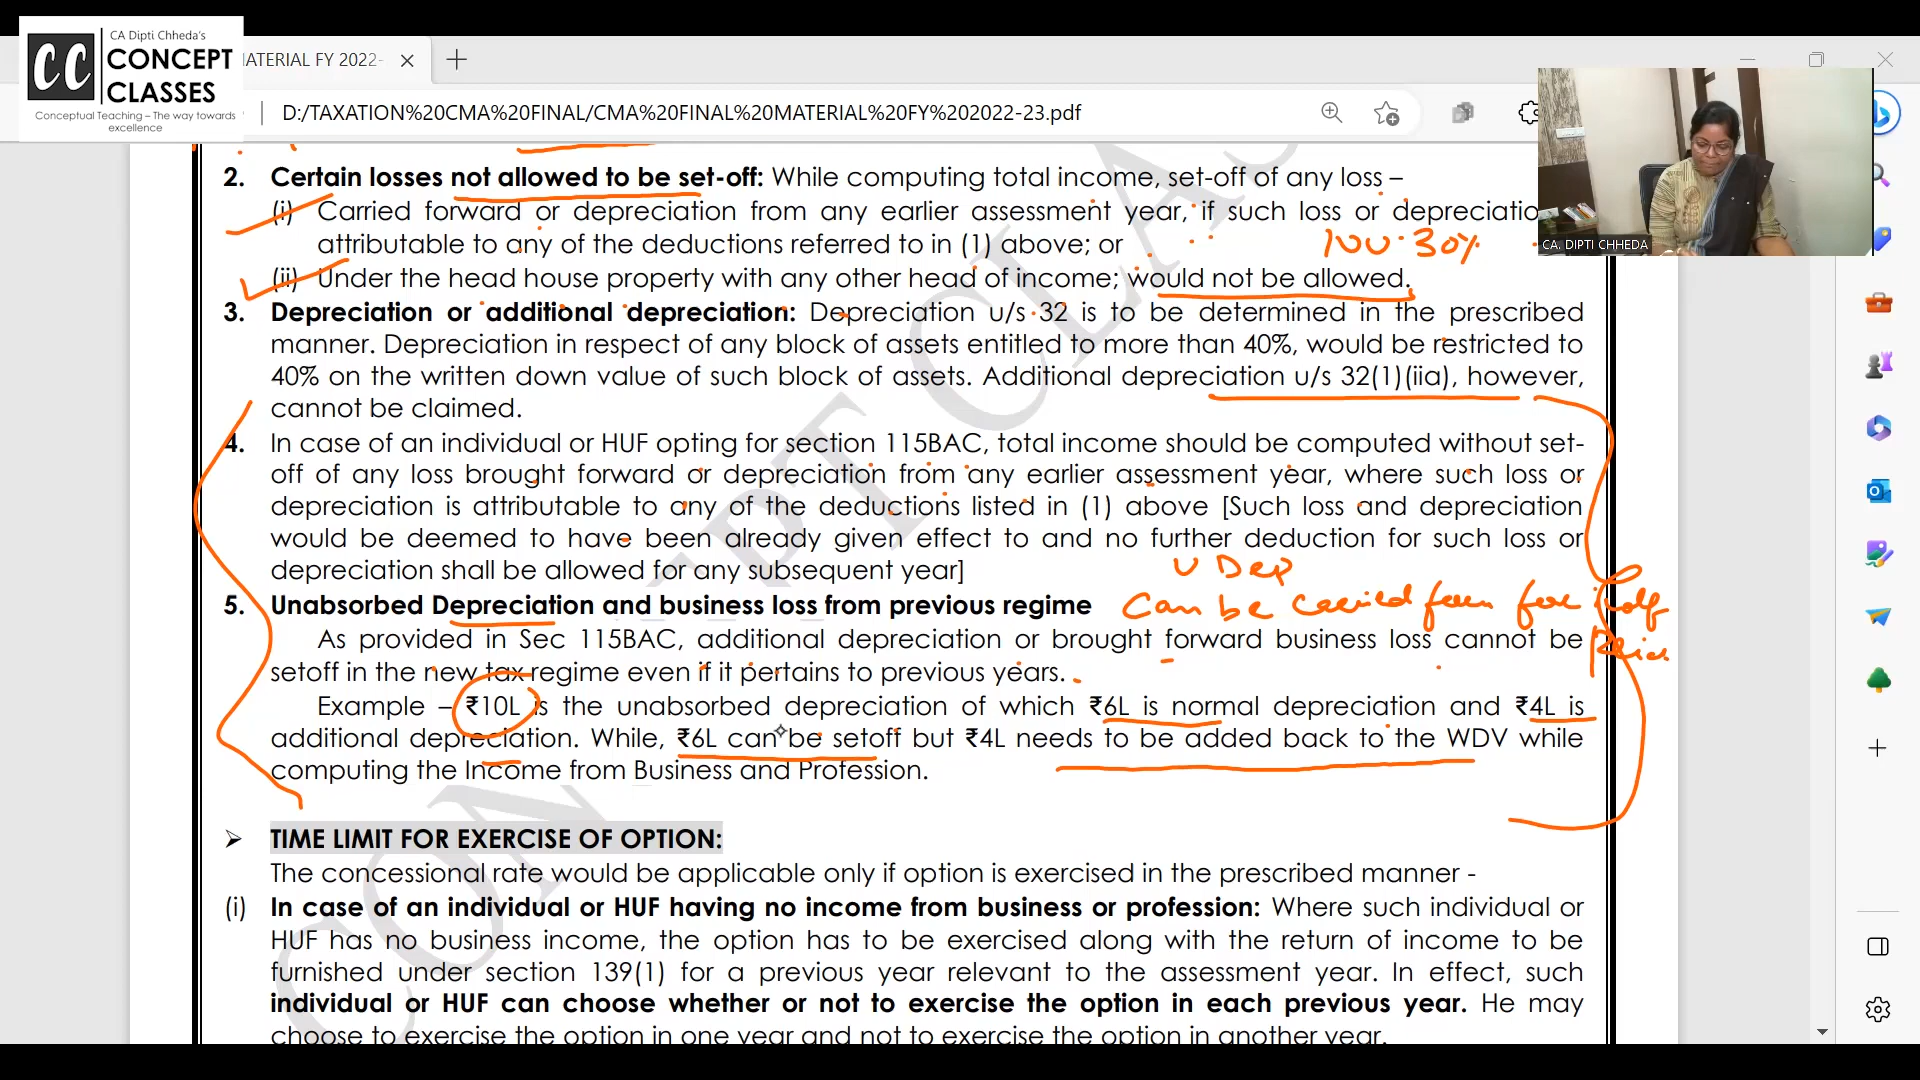 CA Dipti Chheda's
CC CONCEPT
CLASSES
Conceptual Teaching – The way towards
excellence
ATERIAL FY 2022-
D:/TAXATION%20CMA%20FINAL/CMA%20FINAL%20MATERIAL%20FY%202022-23.pdf
CA. DIPTI CHHEDA
2. Certain losses not allowed to be set-off: While computing total income, set-off of any loss –
(i) Carried forward or depreciation from any earlier assessment year, if such loss or depreciatio
attributable to any of the deductions referred to in (1) above; or
100 30%
(ii) Under the head house property with any other head of income; would not be allowed.
3. Depreciation or additional depreciation: Depreciation u/s 32 is to be determined in the prescribed
manner. Depreciation in respect of any block of assets entitled to more than 40%, would be restricted to
40% on the written down value of such block of assets. Additional depreciation u/s 32(1)(iia), however,
cannot be claimed.
4. In case of an individual or HUF opting for section 115BAC, total income should be computed without set-
off of any loss brought forward or depreciation from any earlier assessment year, where such loss or
depreciation is attributable to any of the deductions listed in (1) above [Such loss and depreciation
would be deemed to have been already given effect to and no further deduction for such loss or
depreciation shall be allowed for any subsequent year]
U Dep
5. Unabsorbed Depreciation and business loss from previous regime
Can be carried
As provided in Sec 115BAC, additional depreciation or brought forward business loss cannot be
setoff in the new tax regime even if it pertains to previous years.
Example – ₹10L is the unabsorbed depreciation of which ₹6L is normal depreciation and ₹4L is
additional depreciation. While, ₹6L can be setoff but ₹4L needs to be added back to the WDV while
computing the Income from Business and Profession.
➢ TIME LIMIT FOR EXERCISE OF OPTION:
The concessional rate would be applicable only if option is exercised in the prescribed manner -
(i) In case of an individual or HUF having no income from business or profession: Where such individual or
HUF has no business income, the option has to be exercised along with the return of income to be
furnished under section 139(1) for a previous year relevant to the assessment year. In effect, such
individual or HUF can choose whether or not to exercise the option in each previous year. He may
choose to exercise the option in one year and not to exercise the option in another year.